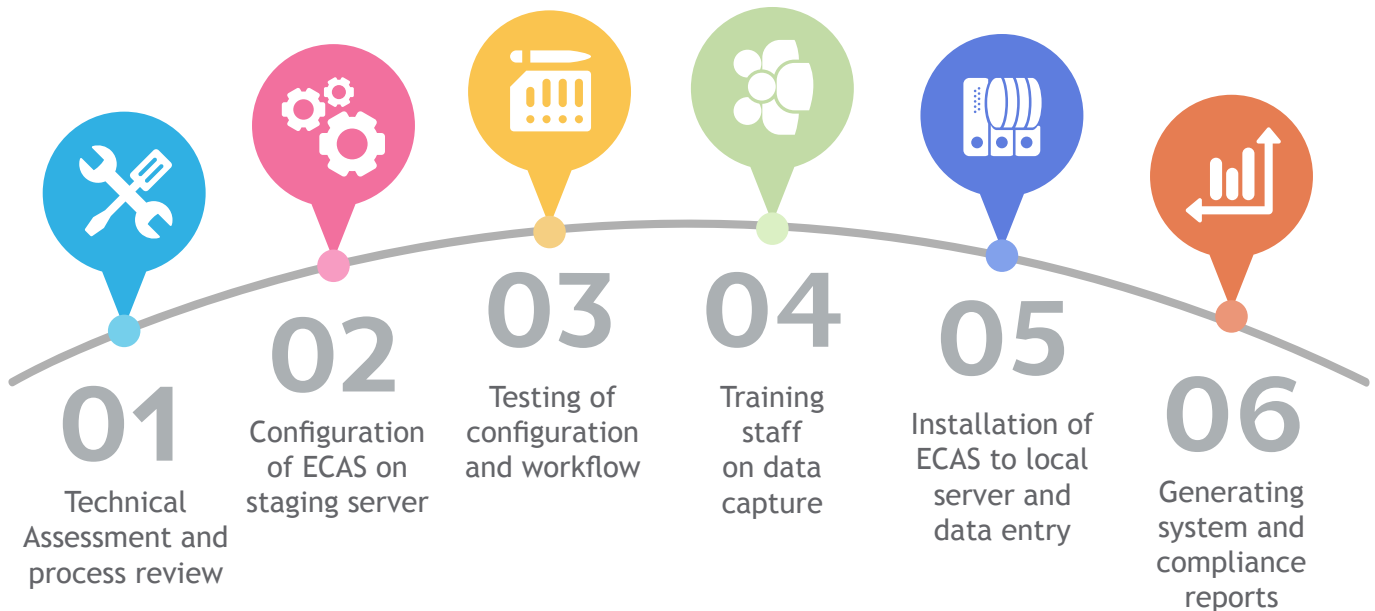 01
Technical
Assessment and
process review
02
Configuration
of ECAS on
staging server
03
Testing of
configuration
and workflow
04
Training
staff
on data
capture
05
Installation of
ECAS to local
server and
data entry
06
Generating
system and
compliance
reports